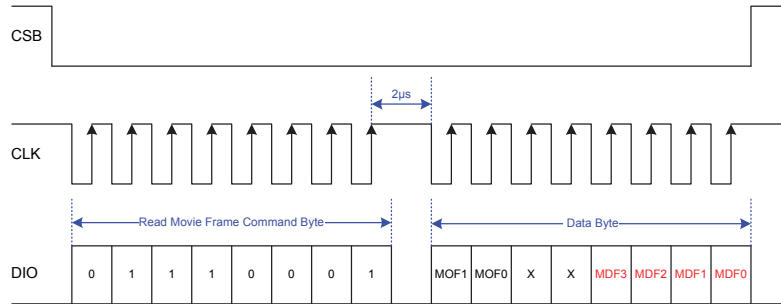 CSB
2µs
CLK
Read Movie Frame Command Byte
Data Byte
DIO
0 1 1 1 0 0 0 1 MOF1 MOF0 X X MDF3 MDF2 MDF1 MDF0